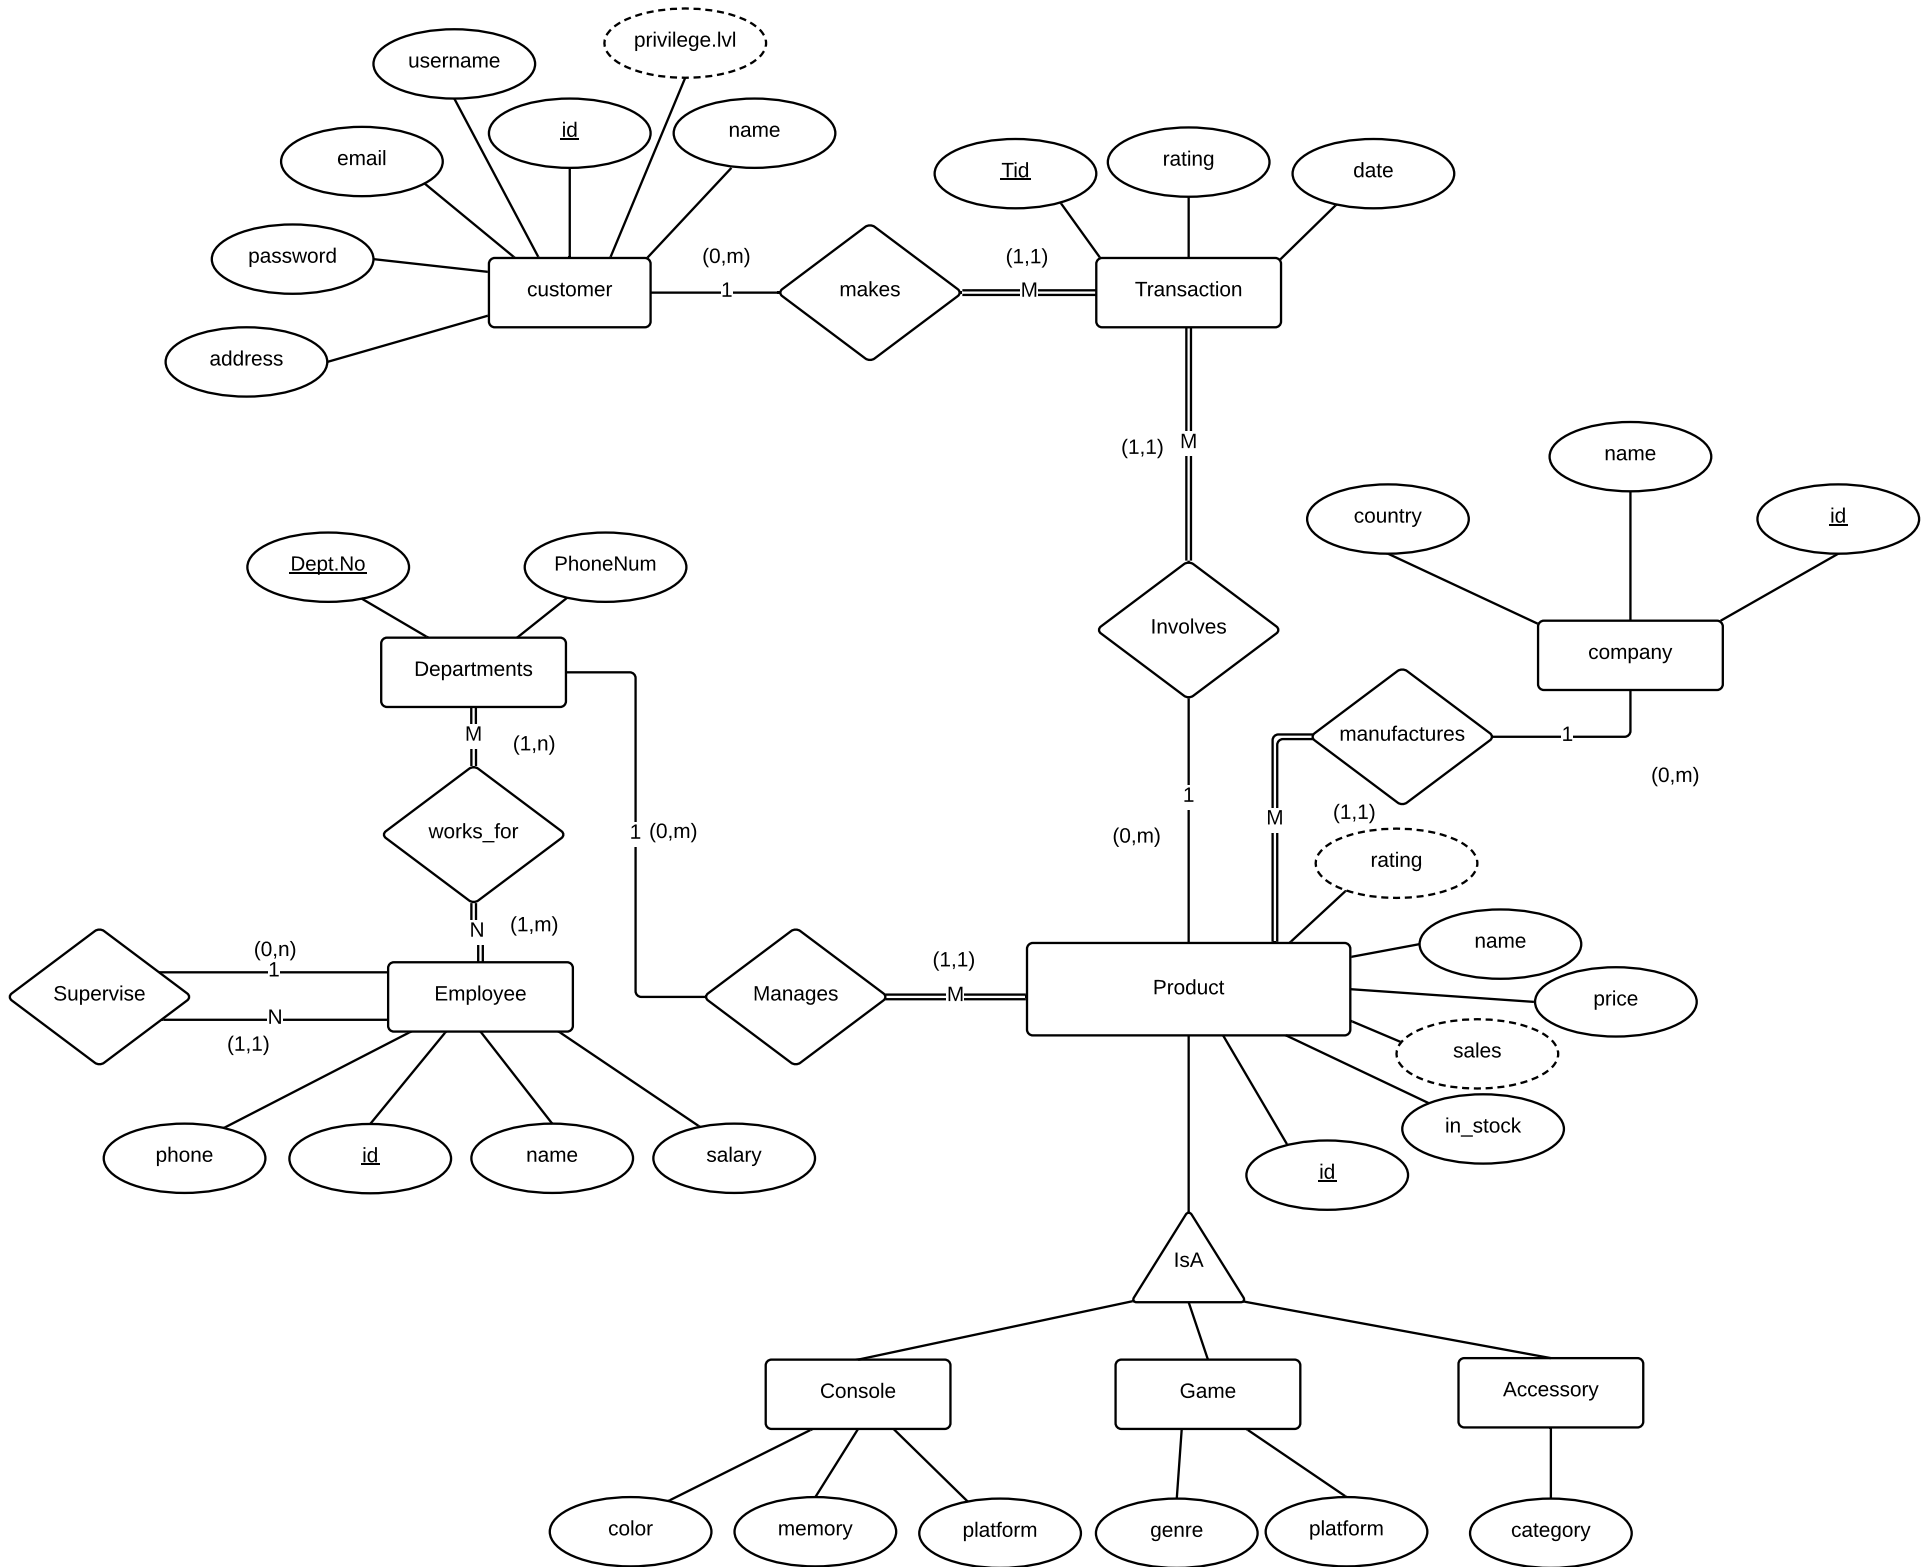 privilege.lvl
username
id
name
email
Tid
rating
date
password
(0,m)
(1,1)
customer
1
makes
M
Transaction
address
(1,1)
M
name
country
id
Dept.No
PhoneNum
Involves
company
Departments
M
(1,n)
manufactures
1
(0,m)
1
(1,1)
M
works_for
1
(0,m)
(0,m)
rating
N
(1,m)
name
(0,n)
1
(1,1)
Supervise
Employee
Manages
M
Product
price
N
(1,1)
sales
in_stock
phone
id
name
salary
id
IsA
Console
Game
Accessory
color
memory
platform
genre
platform
category